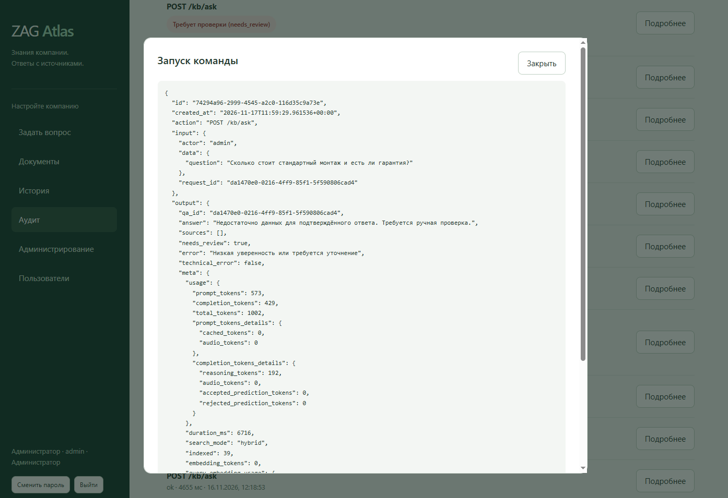 ZAG Atlas
Знания компании.
Ответы с источниками.
Настройте компанию
Задать вопрос
Документы
История
Аудит
Администрирование
Пользователи
Администратор - admin -
Администратор
Сменить пароль
Выйти
POST /kb/ask
Требует проверки (needs_review)
Запуск команды
Закрыть
{
"id": "74294a96-2999-4545-a2c0-116d35c9a73e",
"created_at": "2026-11-17T11:59:29.961536+00:00",
"action": "POST /kb/ask",
"input": {
"actor": "admin",
"data": {
"question": "Сколько стоит стандартный монтаж и есть ли гарантия?"
},
"request_id": "da1470e0-0216-4ff9-85f1-5f590806cad4"
},
"output": {
"qa_id": "da1470e0-0216-4ff9-85f1-5f590806cad4",
"answer": "Недостаточно данных для подтверждённого ответа. Требуется ручная проверка.",
"sources": [],
"needs_review": true,
"error": "Низкая уверенность или требуется уточнение",
"technical_error": false,
"meta": {
"usage": {
"prompt_tokens": 573,
"completion_tokens": 429,
"total_tokens": 1002,
"prompt_tokens_details": {
"cached_tokens": 0,
"audio_tokens": 0
},
"completion_tokens_details": {
"reasoning_tokens": 192,
"audio_tokens": 0,
"accepted_prediction_tokens": 0,
"rejected_prediction_tokens": 0
}
},
"duration_ms": 6716,
"search_mode": "hybrid",
"indexed": 39,
"embedding_tokens": 0,
POST /kb/ask
ok · 4853 мс · 16.11.2026, 12:18:53
Подробнее
Подробнее
Подробнее
Подробнее
Подробнее
Подробнее
Подробнее
Подробнее
Подробнее
Подробнее
Подробнее